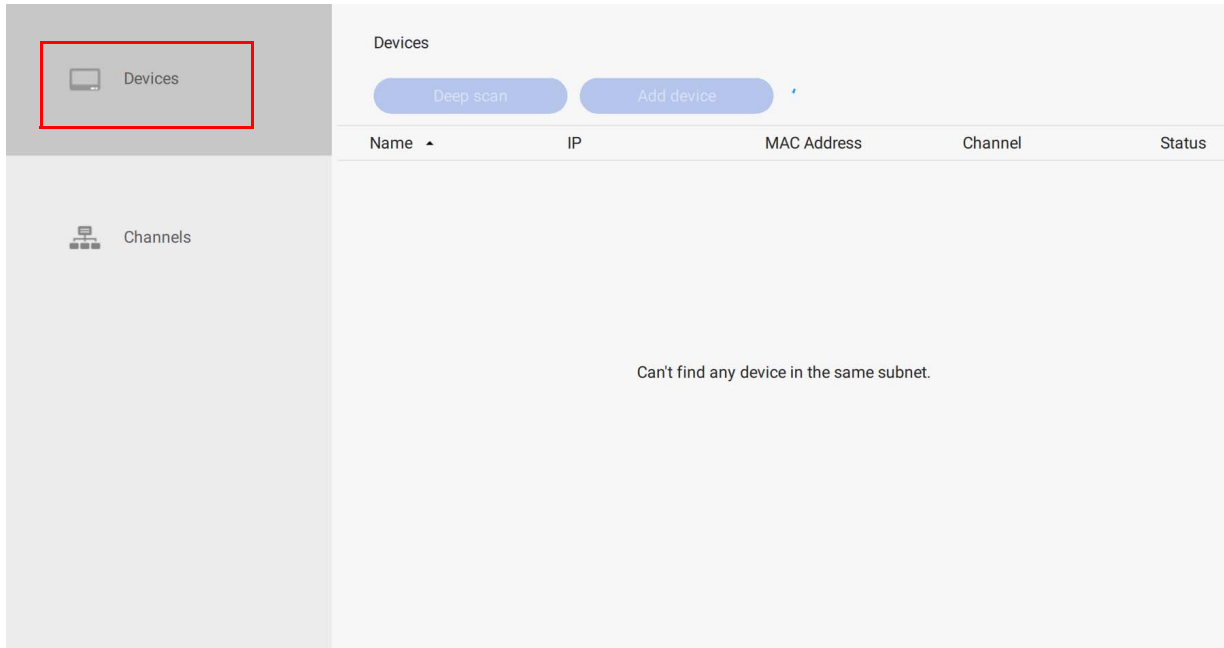 Devices
Channels
Devices
Deep scan Add device
Name IP MAC Address Channel Status
Can't find any device in the same subnet.